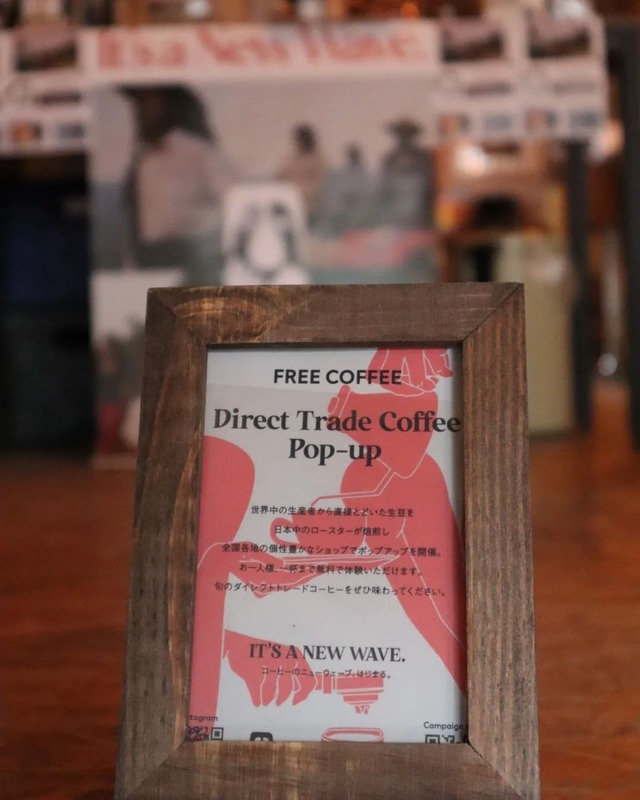 It's a New Wave.
FREE COFFEE
Direct Trade Coffee
Pop-up
世界中の生産者から直接とどいた生豆を
日本中のロースターが焙煎し
全国各地の個性豊かなショップでポップアップを開催。
お一人様、一杯まで無料で体験いただけます。
旬のダイレクトトレードコーヒーをぜひ味わってください。
IT'S A NEW WAVE.
コーヒーのニューウェーブ、はじまる。
tagram
Campaign